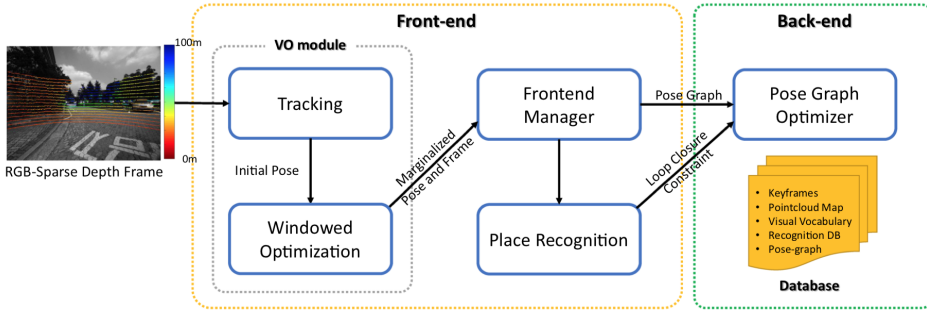 Front-end
Back-end
VO module
100m
0m
RGB-Sparse Depth Frame
Tracking
Initial Pose
Windowed
Optimization
Marginalized
Pose and Frame
Frontend
Manager
Place Recognition
Pose Graph
Loop Closure
Constraint
Pose Graph
Optimizer
• Keyframes
• Pointcloud Map
• Visual Vocabulary
• Recognition DB
• Pose-graph
Database